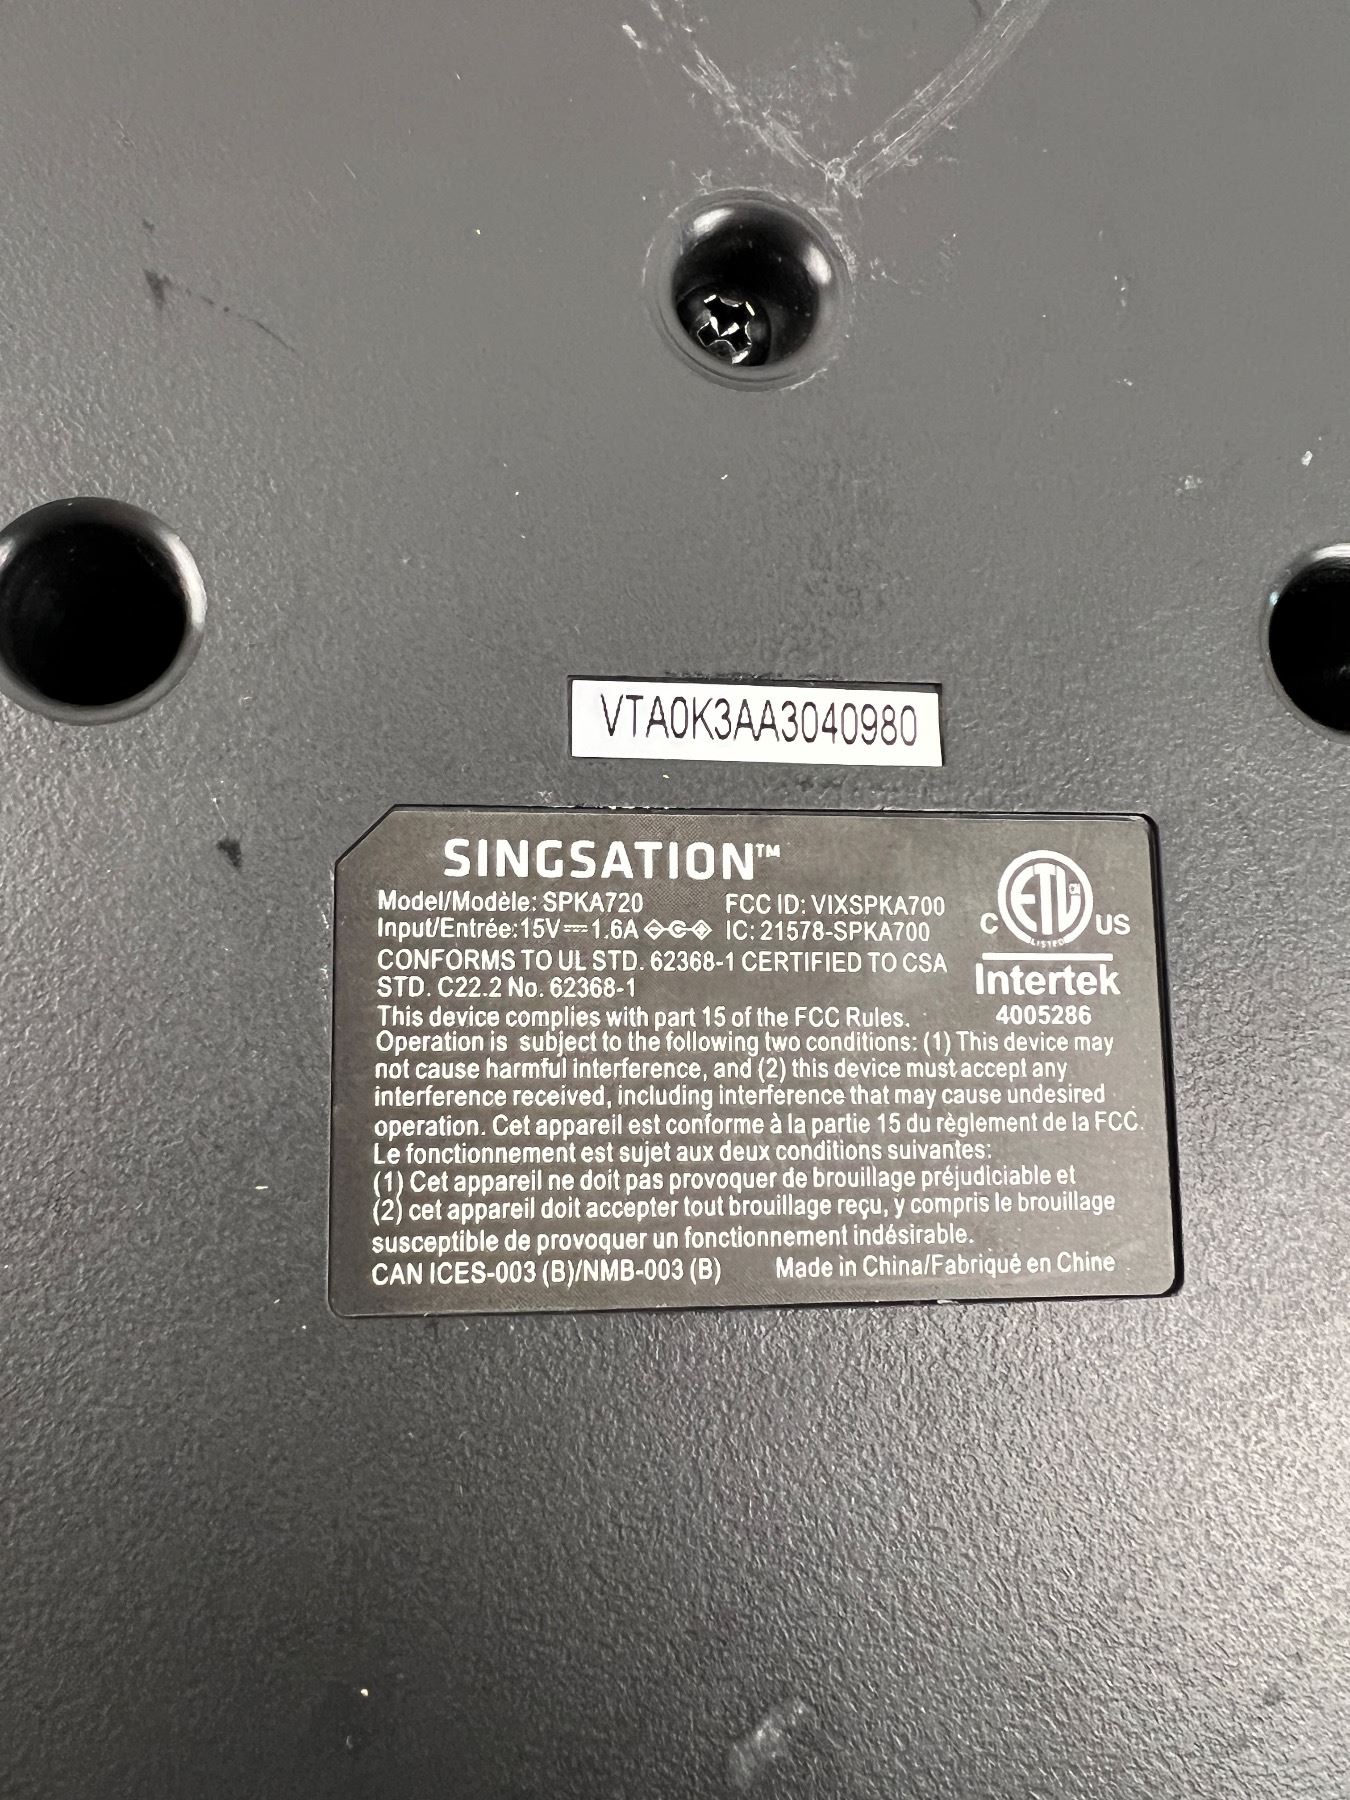 VTA0K3AA3040980
SINGSATION™
Model/Modèle: SPKA720 FCC ID: VIXSPKA700
Input/Entrée:15V⎓1.6A IC: 21578-SPKA700
CONFORMS TO UL STD. 62368-1 CERTIFIED TO CSA
STD. C22.2 No. 62368-1
ETL CM
LISTED
C US
Intertek
4005286
This device complies with part 15 of the FCC Rules.
Operation is subject to the following two conditions: (1) This device may
not cause harmful interference, and (2) this device must accept any
interference received, including interference that may cause undesired
operation. Cet appareil est conforme à la partie 15 du règlement de la FCC.
Le fonctionnement est sujet aux deux conditions suivantes:
(1) Cet appareil ne doit pas provoquer de brouillage préjudiciable et
(2) cet appareil doit accepter tout brouillage reçu, y compris le brouillage
susceptible de provoquer un fonctionnement indésirable.
CAN ICES-003 (B)/NMB-003 (B) Made in China/Fabriqué en Chine